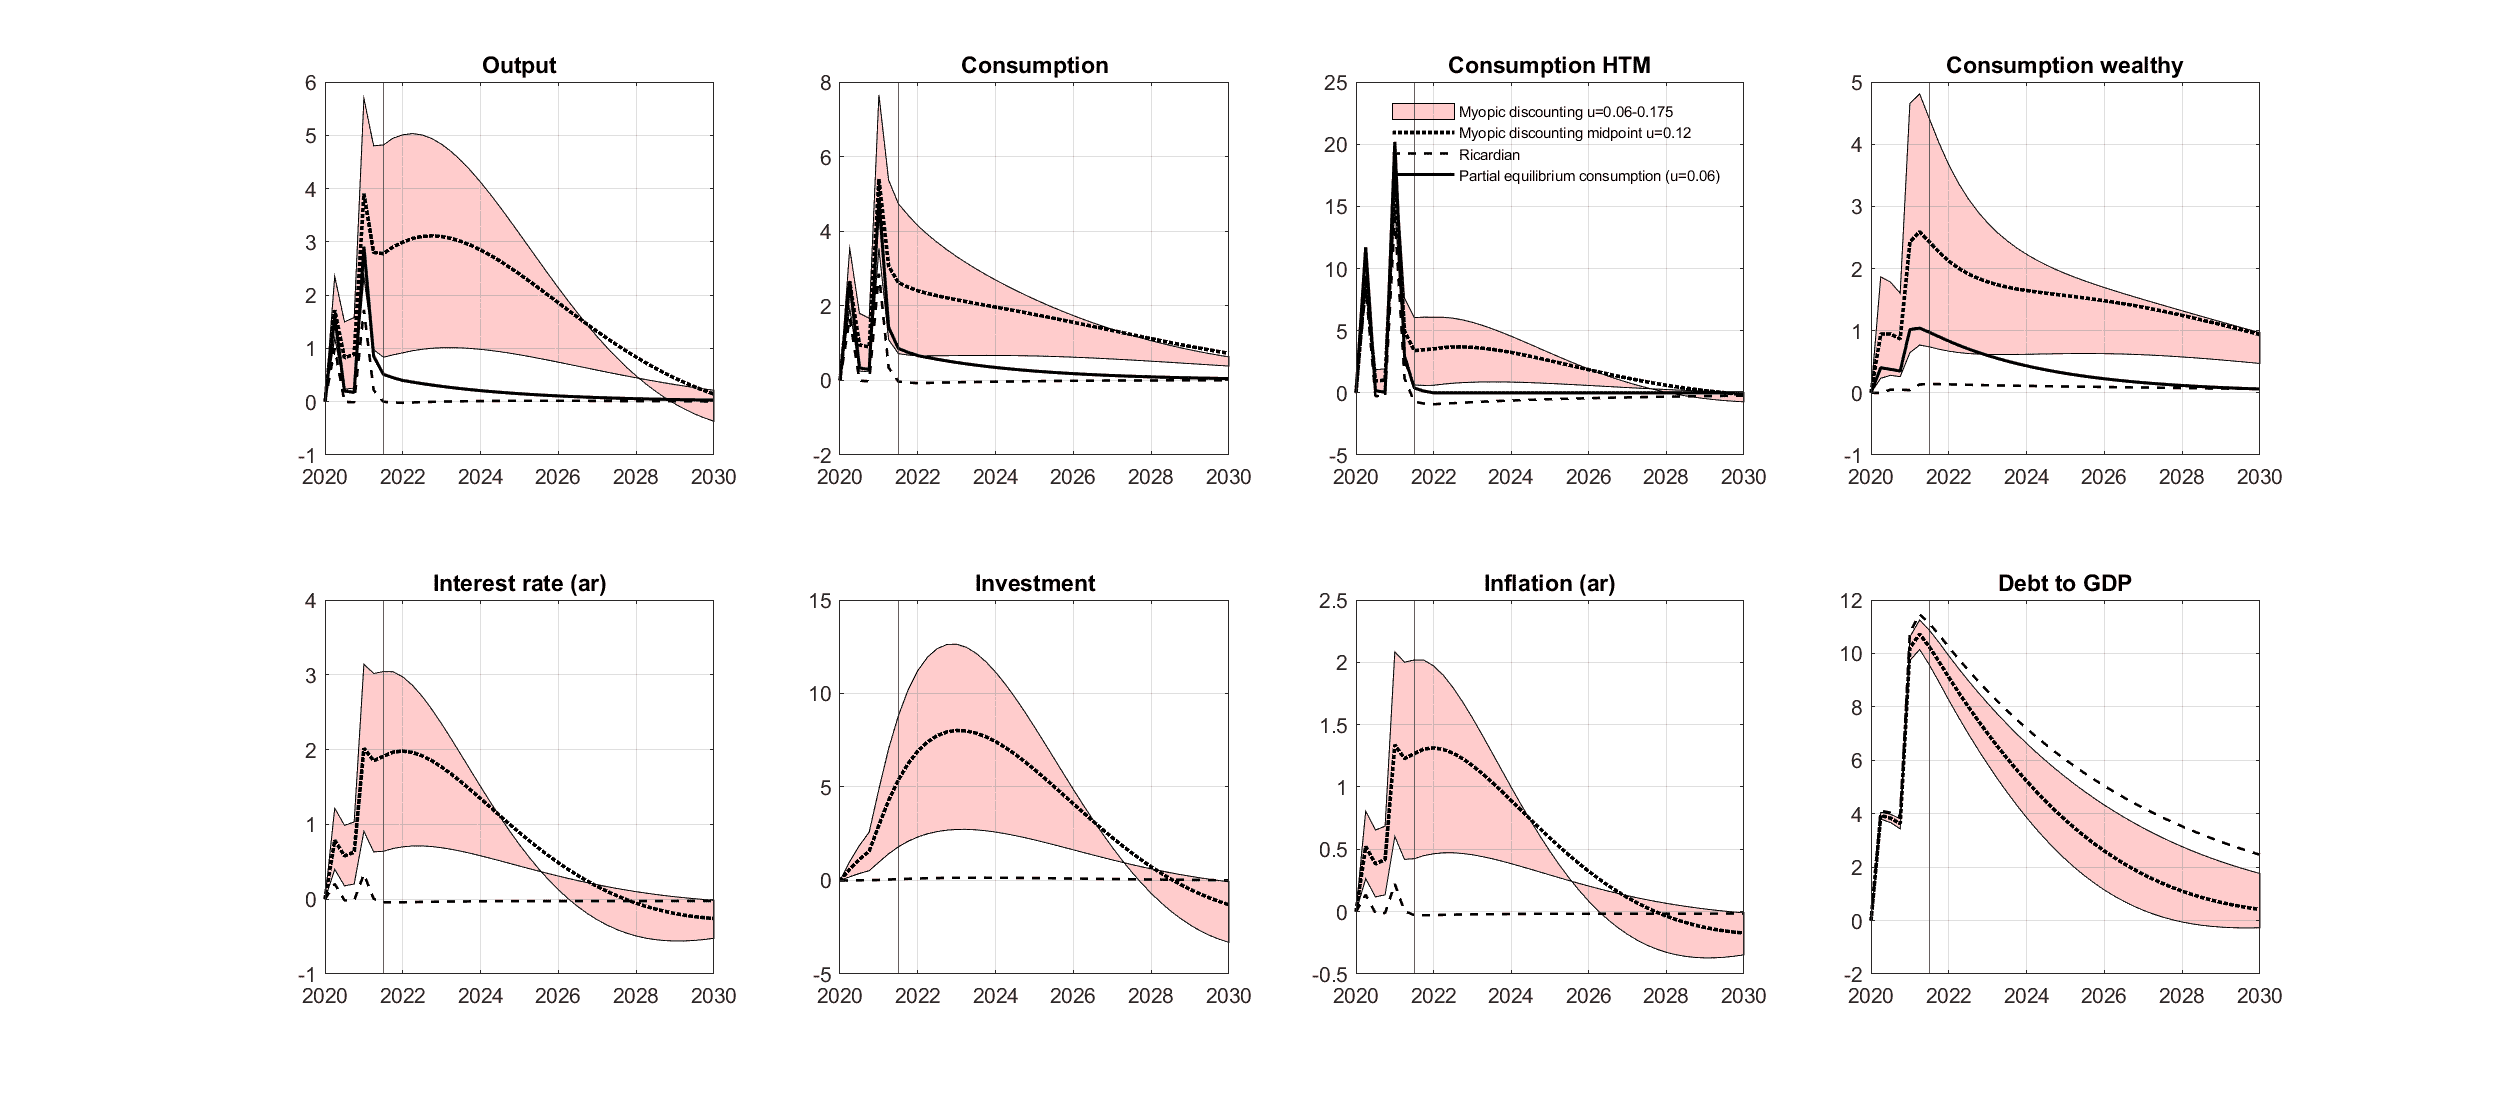 Output
6
5
4
3
2
1
0
-1
2020 2022 2024 2026 2028 2030
Consumption
8
6
4
2
0
-2
2020 2022 2024 2026 2028 2030
Consumption HTM
25
20
15
10
5
0
-5
2020 2022 2024 2026 2028 2030
Myopic discounting u=0.06-0.175
Myopic discounting midpoint u=0.12
Ricardian
Partial equilibrium consumption (u=0.06)
Consumption wealthy
5
4
3
2
1
0
-1
2020 2022 2024 2026 2028 2030
Interest rate (ar)
4
3
2
1
0
-1
2020 2022 2024 2026 2028 2030
Investment
15
10
5
0
-5
2020 2022 2024 2026 2028 2030
Inflation (ar)
2.5
2
1.5
1
0.5
0
-0.5
2020 2022 2024 2026 2028 2030
Debt to GDP
12
10
8
6
4
2
0
-2
2020 2022 2024 2026 2028 2030